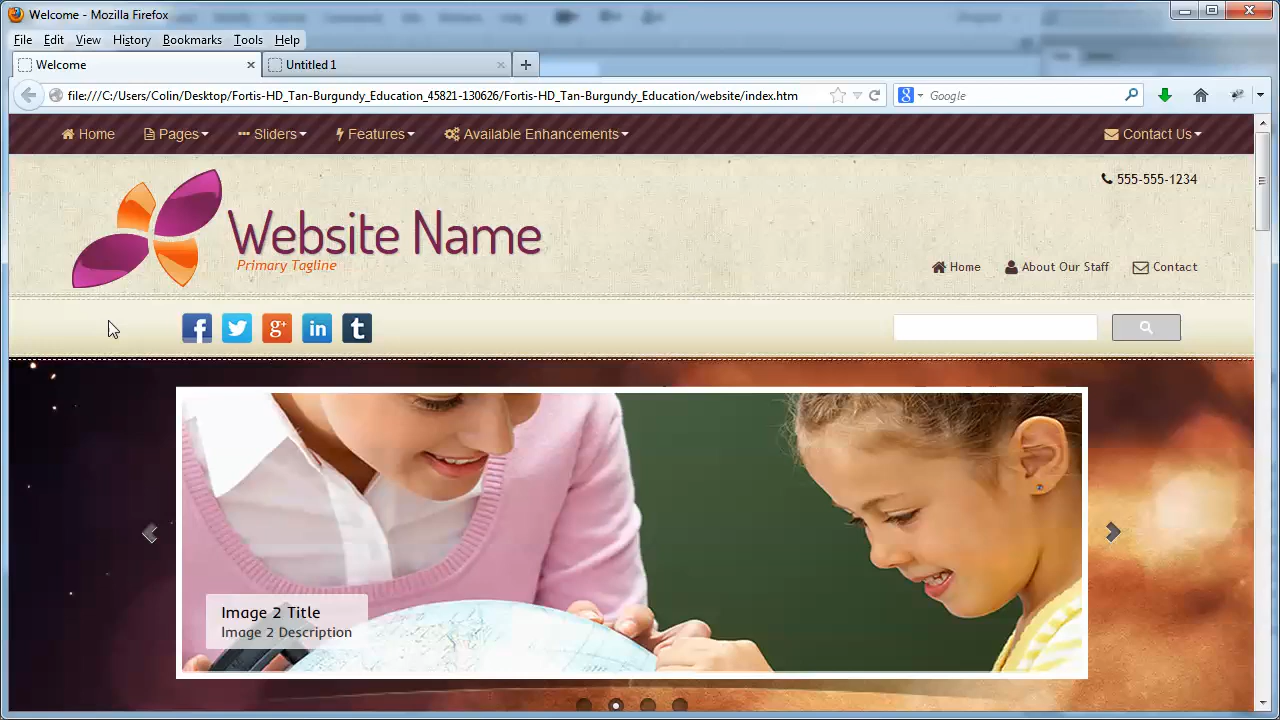 Welcome - Mozilla Firefox
File Edit View History Bookmarks Tools Help
Welcome
Untitled 1
file:///C:/Users/Colin/Desktop/Fortis-HD_Tan-Burgundy_Education_45821-130626/Fortis-HD_Tan-Burgundy_Education/website/index.htm
Google
Home Pages Sliders Features Available Enhancements Contact Us
555-555-1234
Website Name
Primary Tagline
Home About Our Staff Contact
Image 2 Title
Image 2 Description